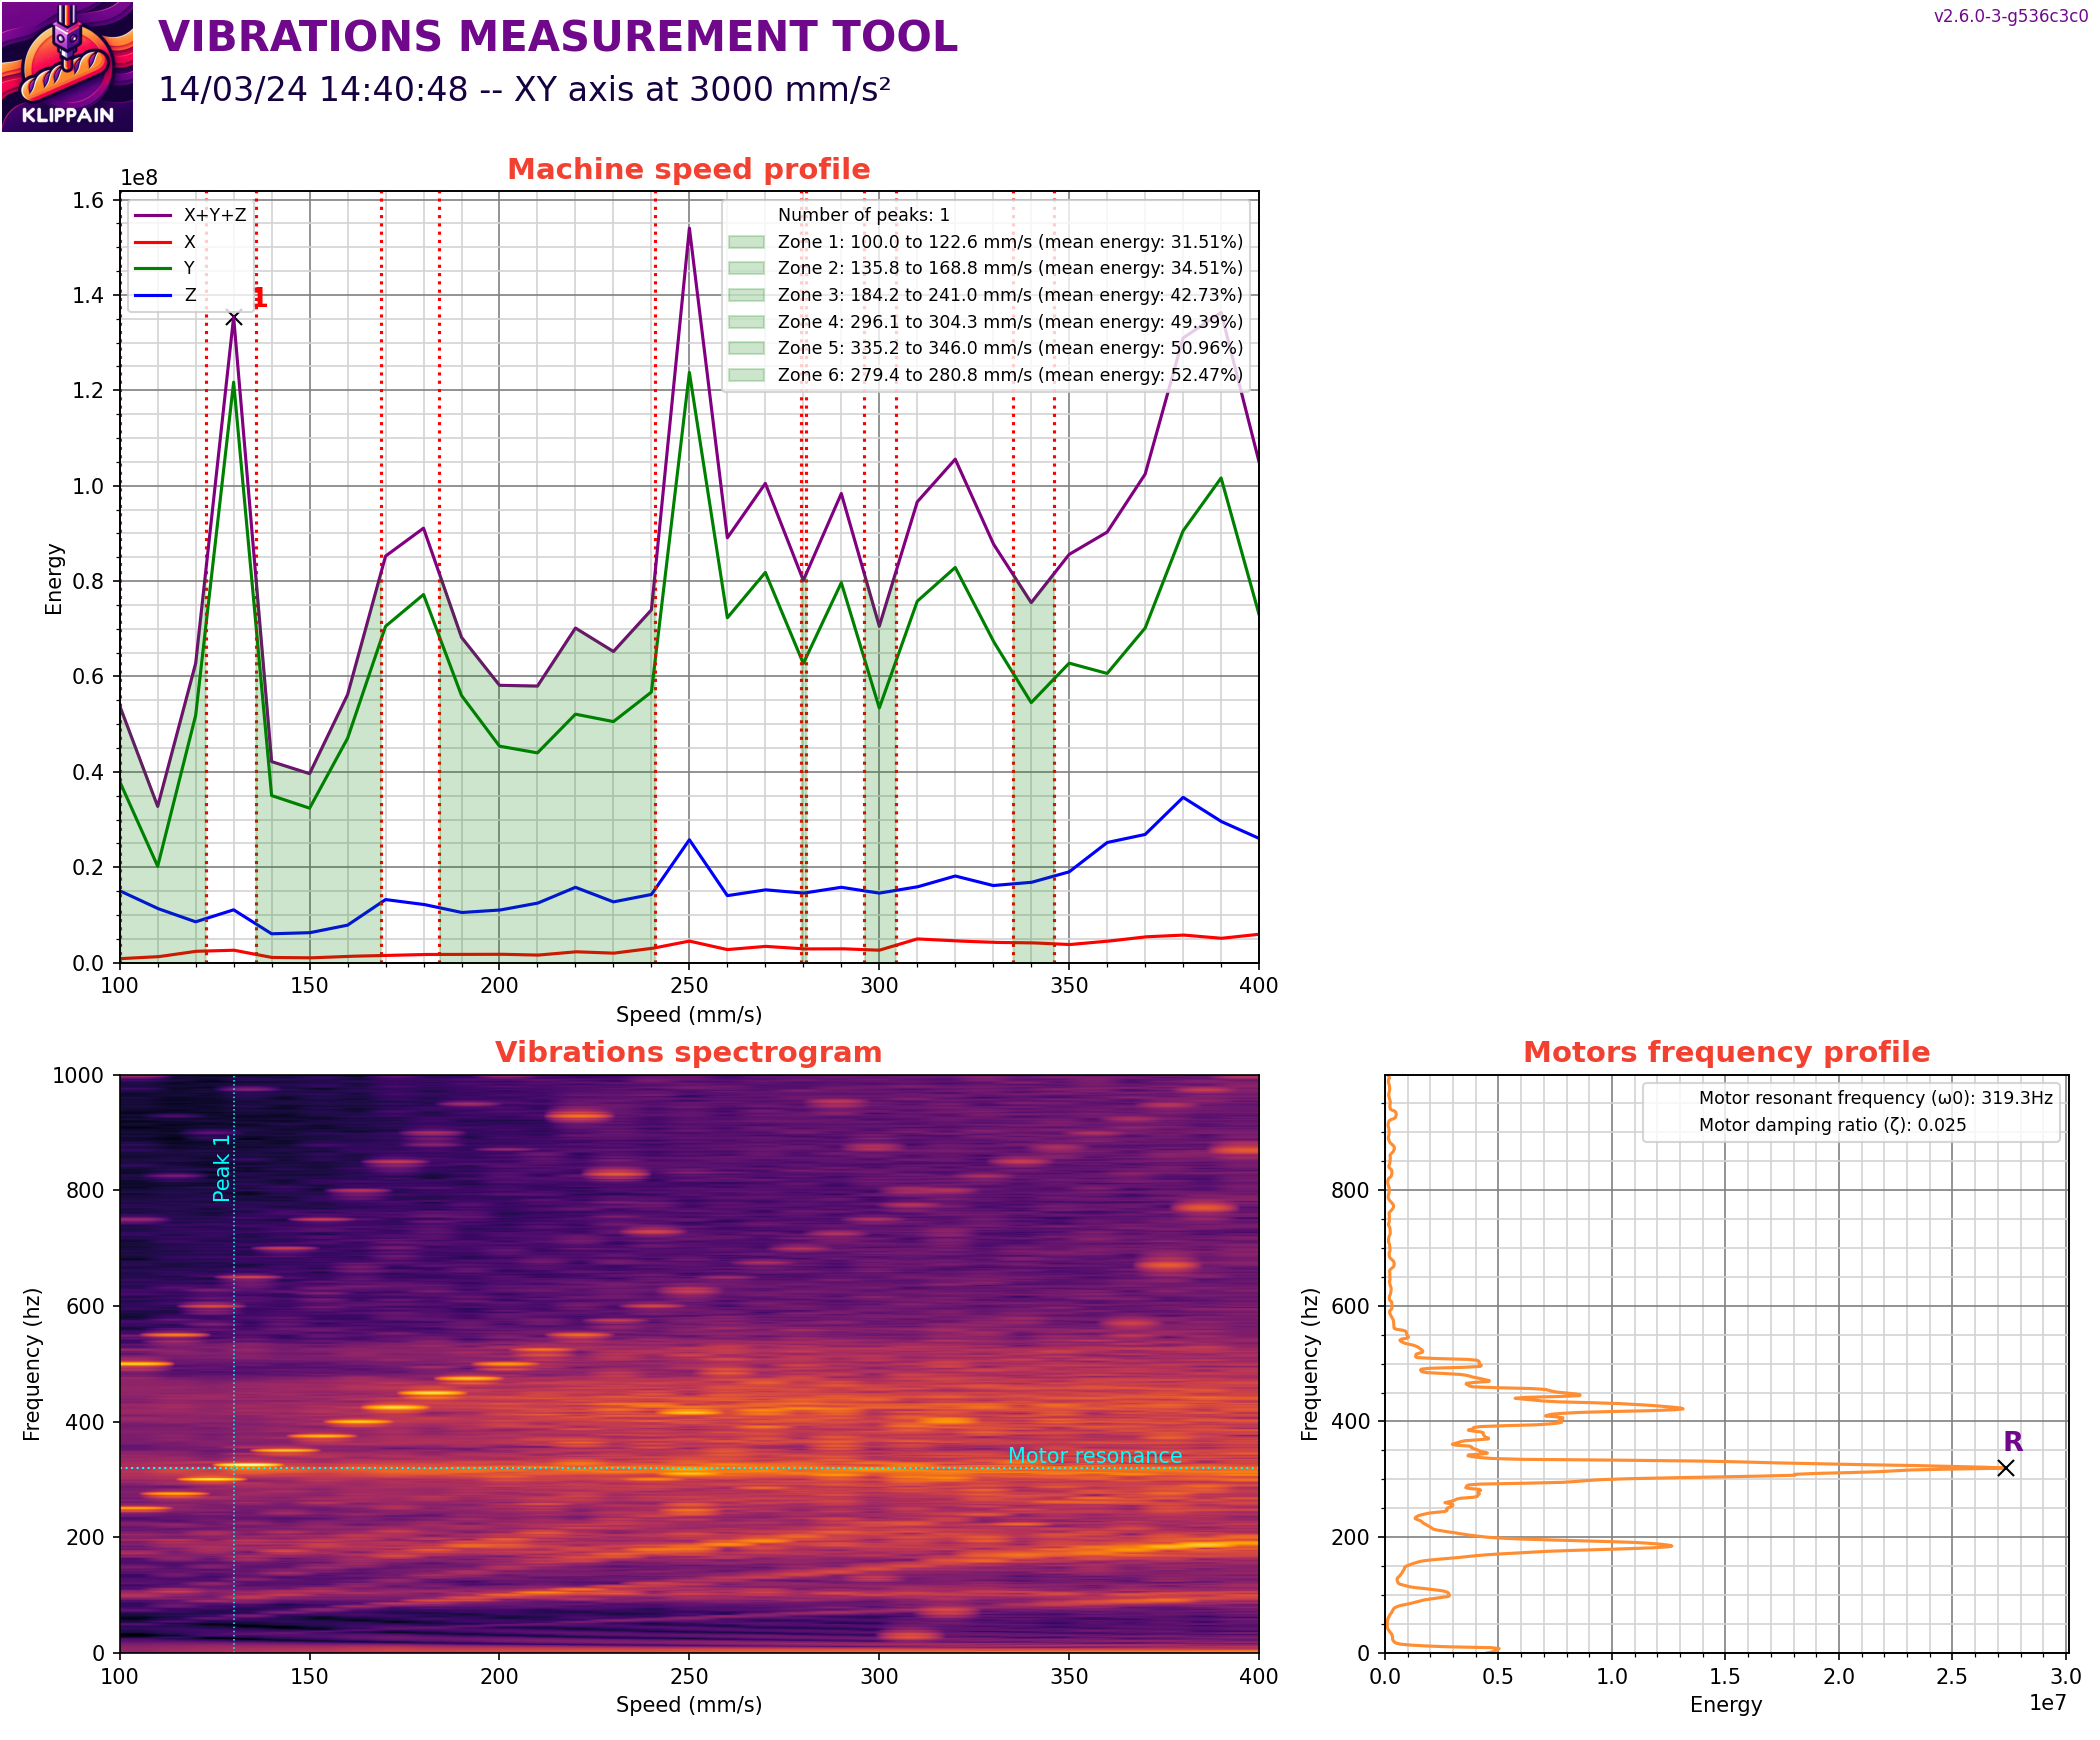 KLIPPAIN
VIBRATIONS MEASUREMENT TOOL
14/03/24 14:40:48 -- XY axis at 3000 mm/s²
v2.6.0-3-g536c3c0
Machine speed profile
1e8
1.6
1.4
1.2
1.0
0.8
0.6
0.4
0.2
0.0
Energy
X+Y+Z
X
Y
Z
1
Number of peaks: 1
Zone 1: 100.0 to 122.6 mm/s (mean energy: 31.51%)
Zone 2: 135.8 to 168.8 mm/s (mean energy: 34.51%)
Zone 3: 184.2 to 241.0 mm/s (mean energy: 42.73%)
Zone 4: 296.1 to 304.3 mm/s (mean energy: 49.39%)
Zone 5: 335.2 to 346.0 mm/s (mean energy: 50.96%)
Zone 6: 279.4 to 280.8 mm/s (mean energy: 52.47%)
100 150 200 250 300 350 400
Speed (mm/s)
Vibrations spectrogram
1000
800
600
400
200
0
Frequency (hz)
Peak 1
Motor resonance
100 150 200 250 300 350 400
Speed (mm/s)
Motors frequency profile
Motor resonant frequency (ω0): 319.3Hz
Motor damping ratio (ζ): 0.025
800
600
400
200
0
Frequency (hz)
R
0.0 0.5 1.0 1.5 2.0 2.5 3.0
Energy
1e7